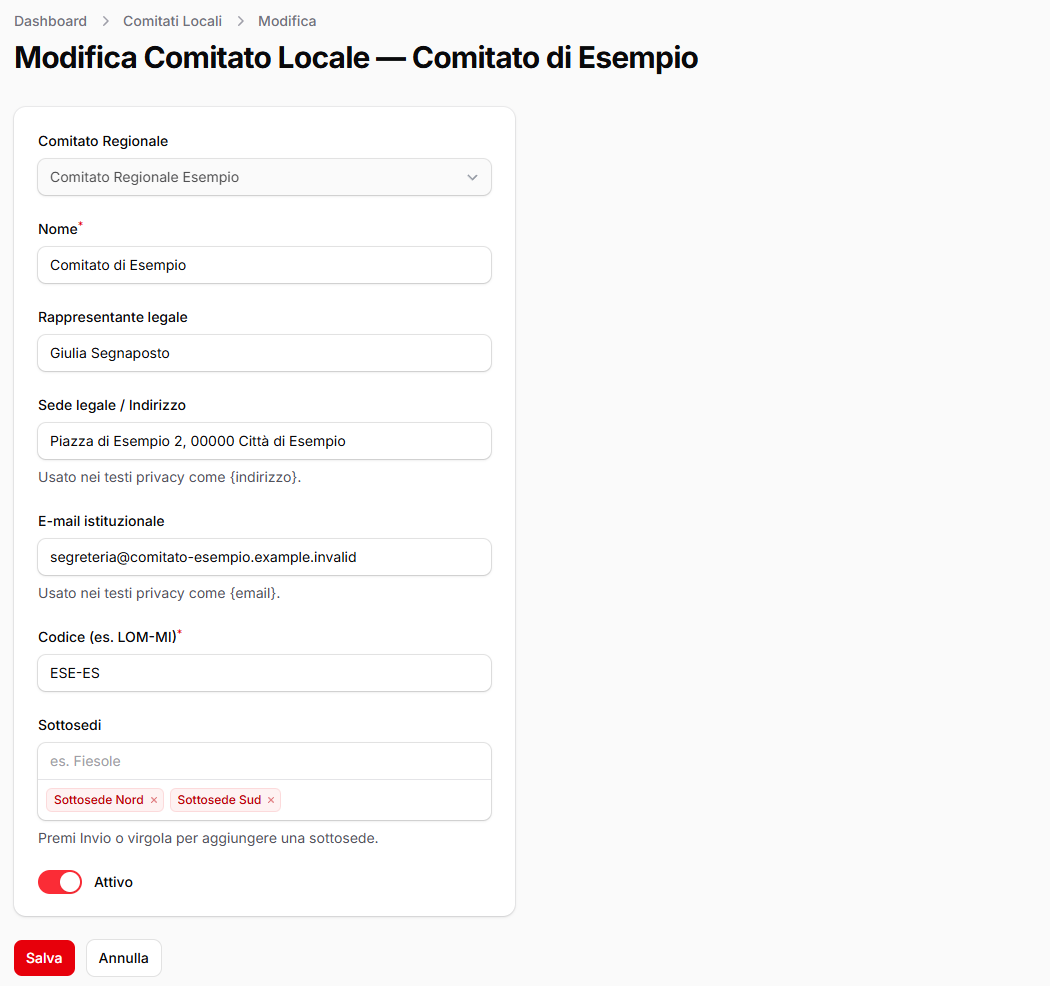 Dashboard > Comitati Locali > Modifica
Modifica Comitato Locale — Comitato di Esempio
Comitato Regionale
Comitato Regionale Esempio
Nome*
Comitato di Esempio
Rappresentante legale
Giulia Segnaposto
Sede legale / Indirizzo
Piazza di Esempio 2, 00000 Città di Esempio
Usato nei testi privacy come {indirizzo}.
E-mail istituzionale
segreteria@comitato-esempio.example.invalid
Usato nei testi privacy come {email}.
Codice (es. LOM-MI)*
ESE-ES
Sottosedi
es. Fiesole
Sottosede Nord × Sottosede Sud ×
Premi Invio o virgola per aggiungere una sottosede.
Attivo
Salva Annulla